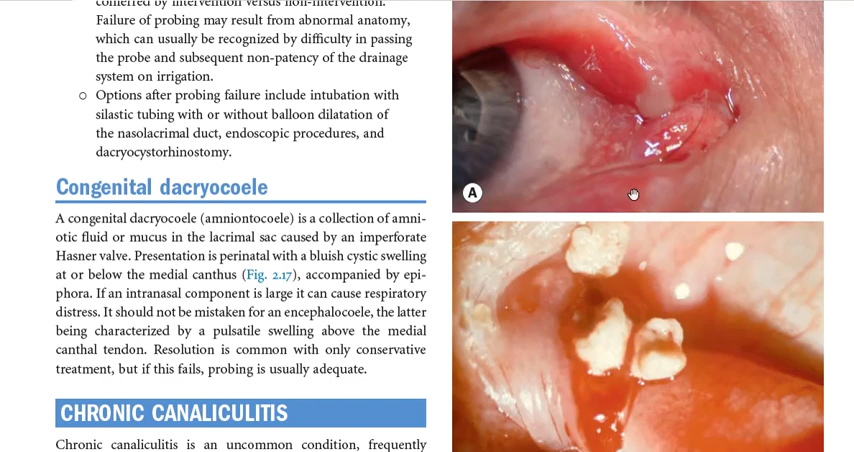 conferred by intervention versus non-intervention.
Failure of probing may result from abnormal anatomy,
which can usually be recognized by difficulty in passing
the probe and subsequent non-patency of the drainage
system on irrigation.
○ Options after probing failure include intubation with
silastic tubing with or without balloon dilatation of
the nasolacrimal duct, endoscopic procedures, and
dacryocystorhinostomy.
Congenital dacryocoele
A congenital dacryocoele (amniontocoele) is a collection of amni-
otic fluid or mucus in the lacrimal sac caused by an imperforate
Hasner valve. Presentation is perinatal with a bluish cystic swelling
at or below the medial canthus (Fig. 2.17), accompanied by epi-
phora. If an intranasal component is large it can cause respiratory
distress. It should not be mistaken for an encephalocoele, the latter
being characterized by a pulsatile swelling above the medial
canthal tendon. Resolution is common with only conservative
treatment, but if this fails, probing is usually adequate.
CHRONIC CANALICULITIS
Chronic canaliculitis is an uncommon condition, frequently
A